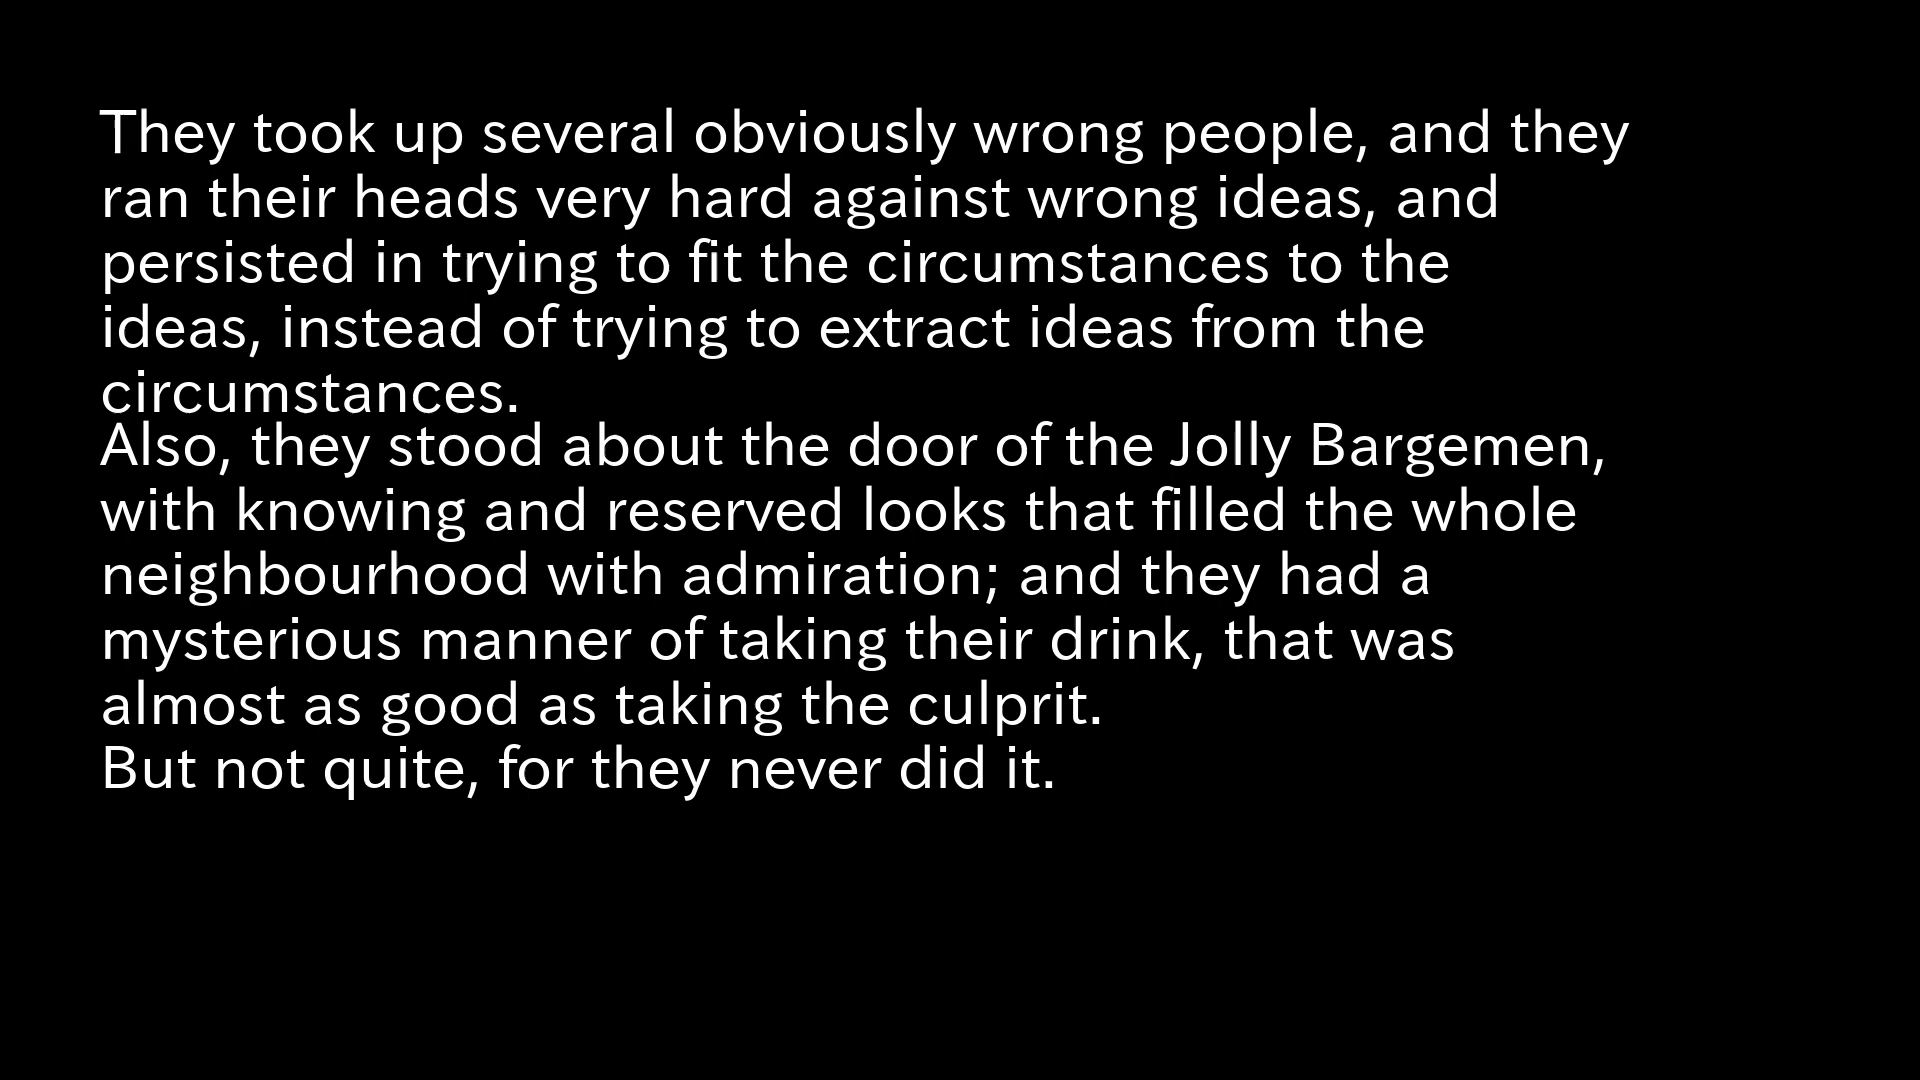 They took up several obviously wrong people, and they
ran their heads very hard against wrong ideas, and
persisted in trying to fit the circumstances to the
ideas, instead of trying to extract ideas from the
circumstances.
Also, they stood about the door of the Jolly Bargemen,
with knowing and reserved looks that filled the whole
neighbourhood with admiration; and they had a
mysterious manner of taking their drink, that was
almost as good as taking the culprit.
But not quite, for they never did it.